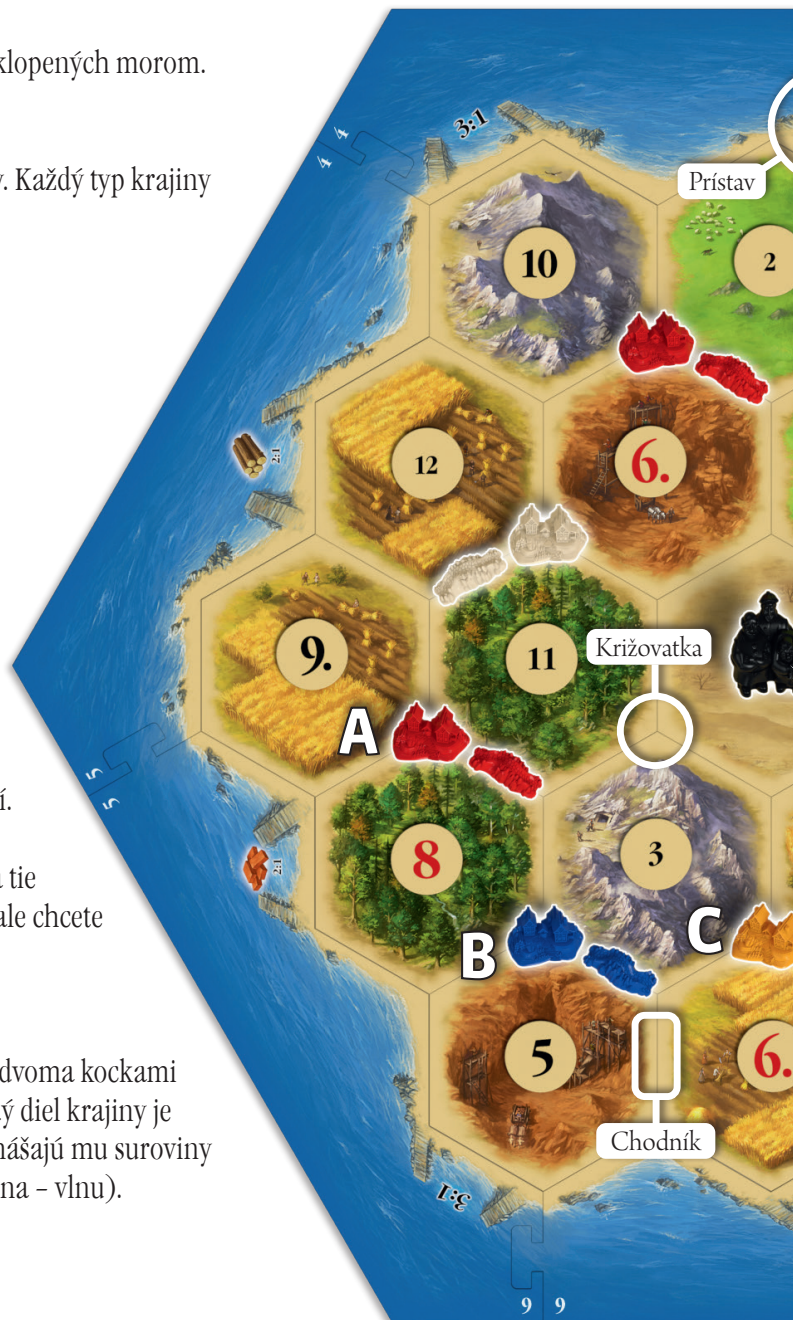 klopených morom.
Každý typ krajiny
4 4
3:1
Prístav
10
2
2:1
12
6.
9.
11
Križovatka
A
5 5
í.
8
3
2:1
tie
ale chcete
B
C
dvoma kockami
5
6.
ý diel krajiny je
nášajú mu suroviny
Chodník
na – vlnu).
3:1
9 9